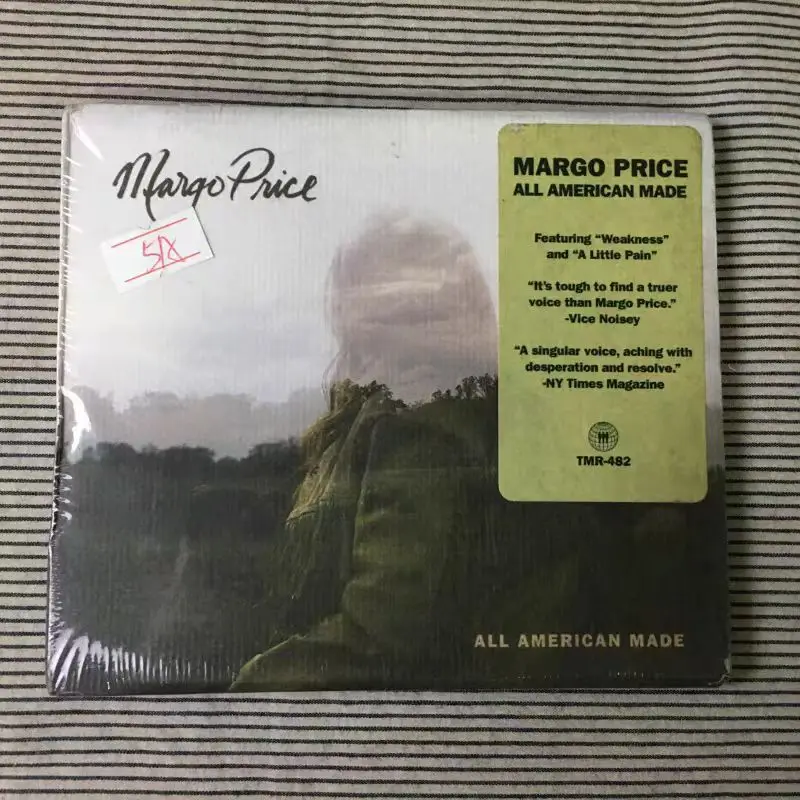 Margo Price
MARGO PRICE
ALL AMERICAN MADE
Featuring “Weakness”
and “A Little Pain”
“It’s tough to find a truer
voice than Margo Price.”
-Vice Noisey
“A singular voice, aching with
desperation and resolve.”
-NY Times Magazine
TMR-482
ALL AMERICAN MADE